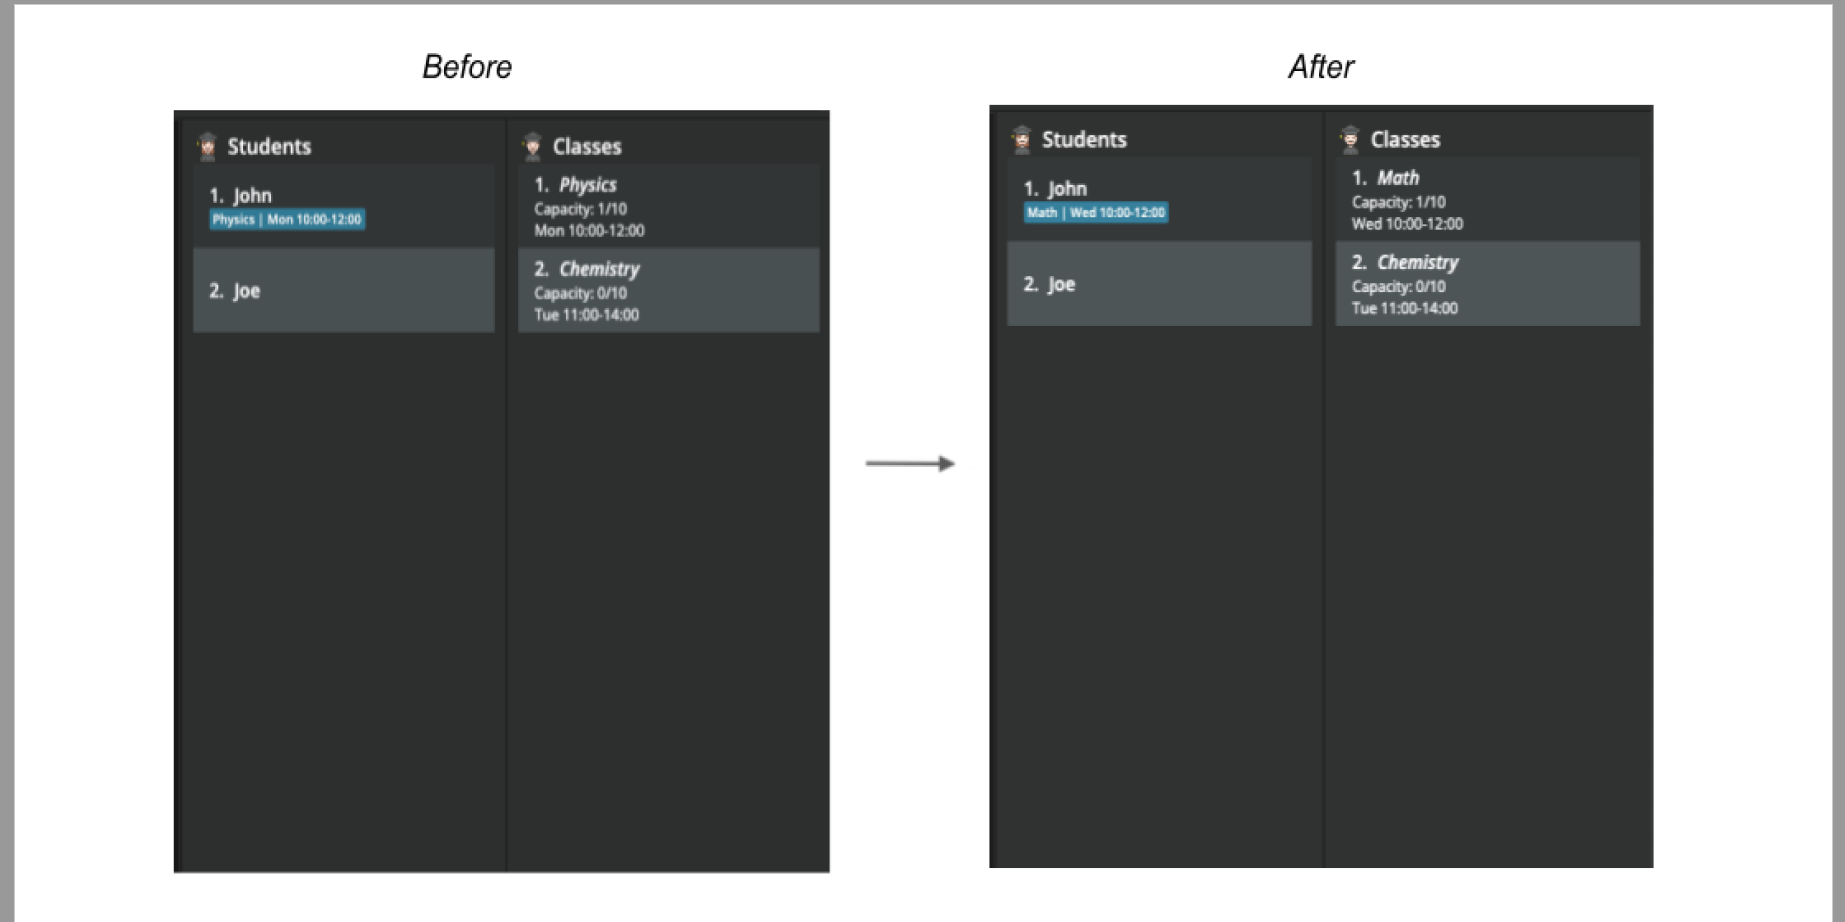 Before
Students
1. John
Physics | Mon 10:00-12:00
2. Joe
Classes
1. Physics
Capacity: 1/10
Mon 10:00-12:00
2. Chemistry
Capacity: 0/10
Tue 11:00-14:00
After
Students
1. John
Math | Wed 10:00-12:00
2. Joe
Classes
1. Math
Capacity: 1/10
Wed 10:00-12:00
2. Chemistry
Capacity: 0/10
Tue 11:00-14:00